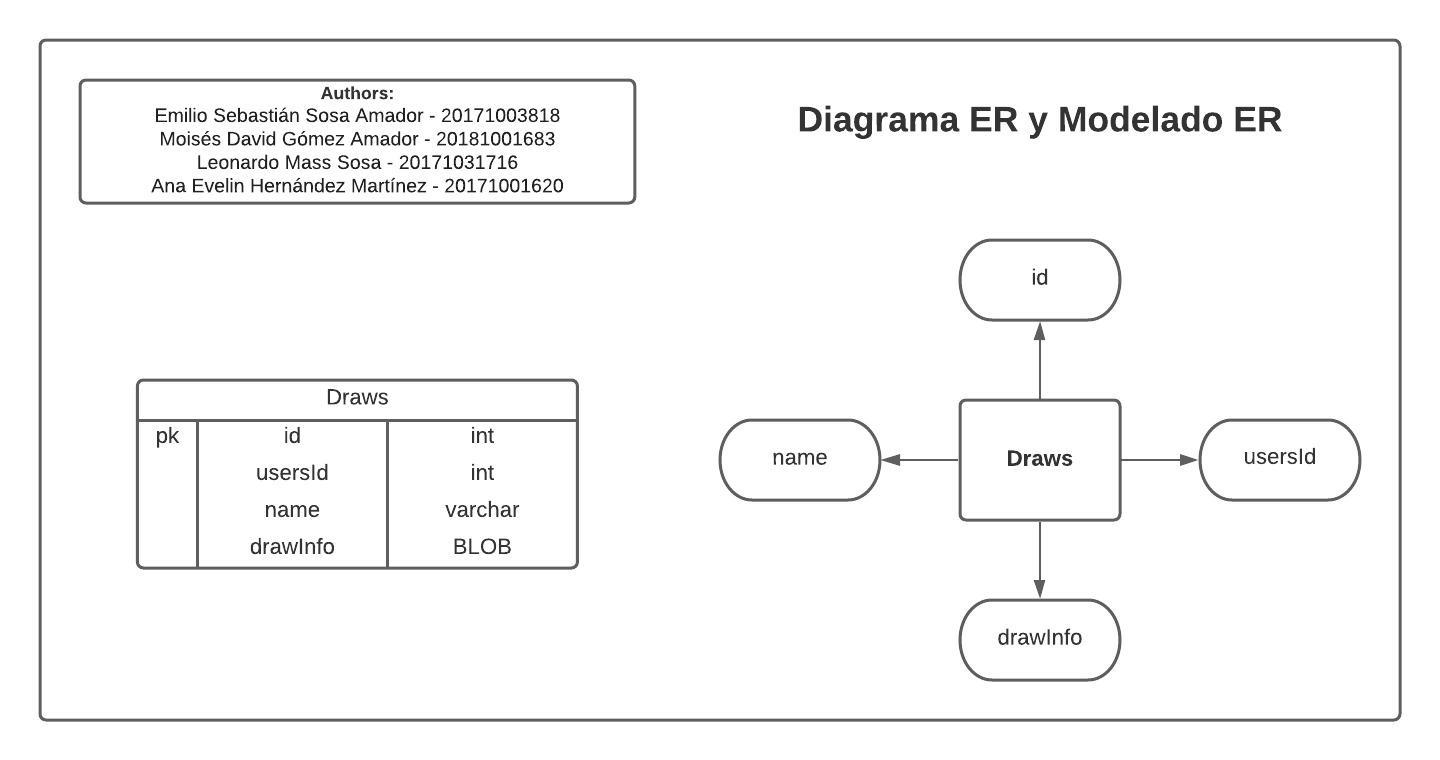 Authors:
Emilio Sebastián Sosa Amador - 20171003818
Moisés David Gómez Amador - 20181001683
Leonardo Mass Sosa - 20171031716
Ana Evelin Hernández Martínez - 20171001620
Diagrama ER y Modelado ER
Draws
pk id int
usersId int
name varchar
drawInfo BLOB
id
name
Draws
usersId
drawInfo